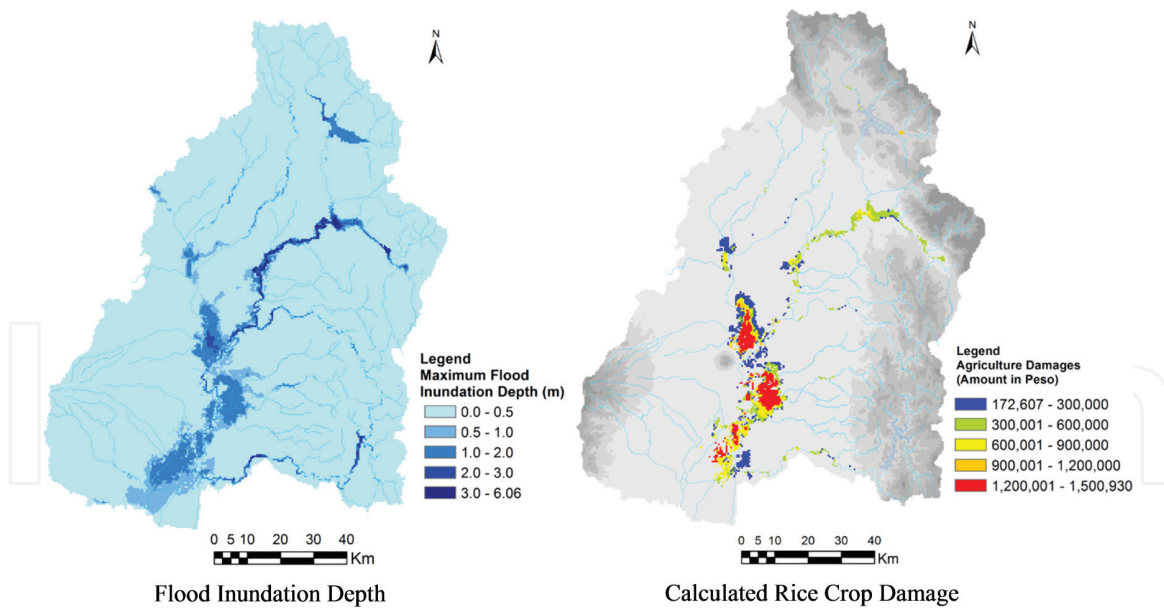 N
Legend
Maximum Flood
Inundation Depth (m)
0.0 - 0.5
0.5 - 1.0
1.0 - 2.0
2.0 - 3.0
3.0 - 6.06
0 5 10 20 30 40
Km
Flood Inundation Depth
N
Legend
Agriculture Damages
(Amount in Peso)
172,607 - 300,000
300,001 - 600,000
600,001 - 900,000
900,001 - 1,200,000
1,200,001 - 1,500,930
0 5 10 20 30 40
Km
Calculated Rice Crop Damage